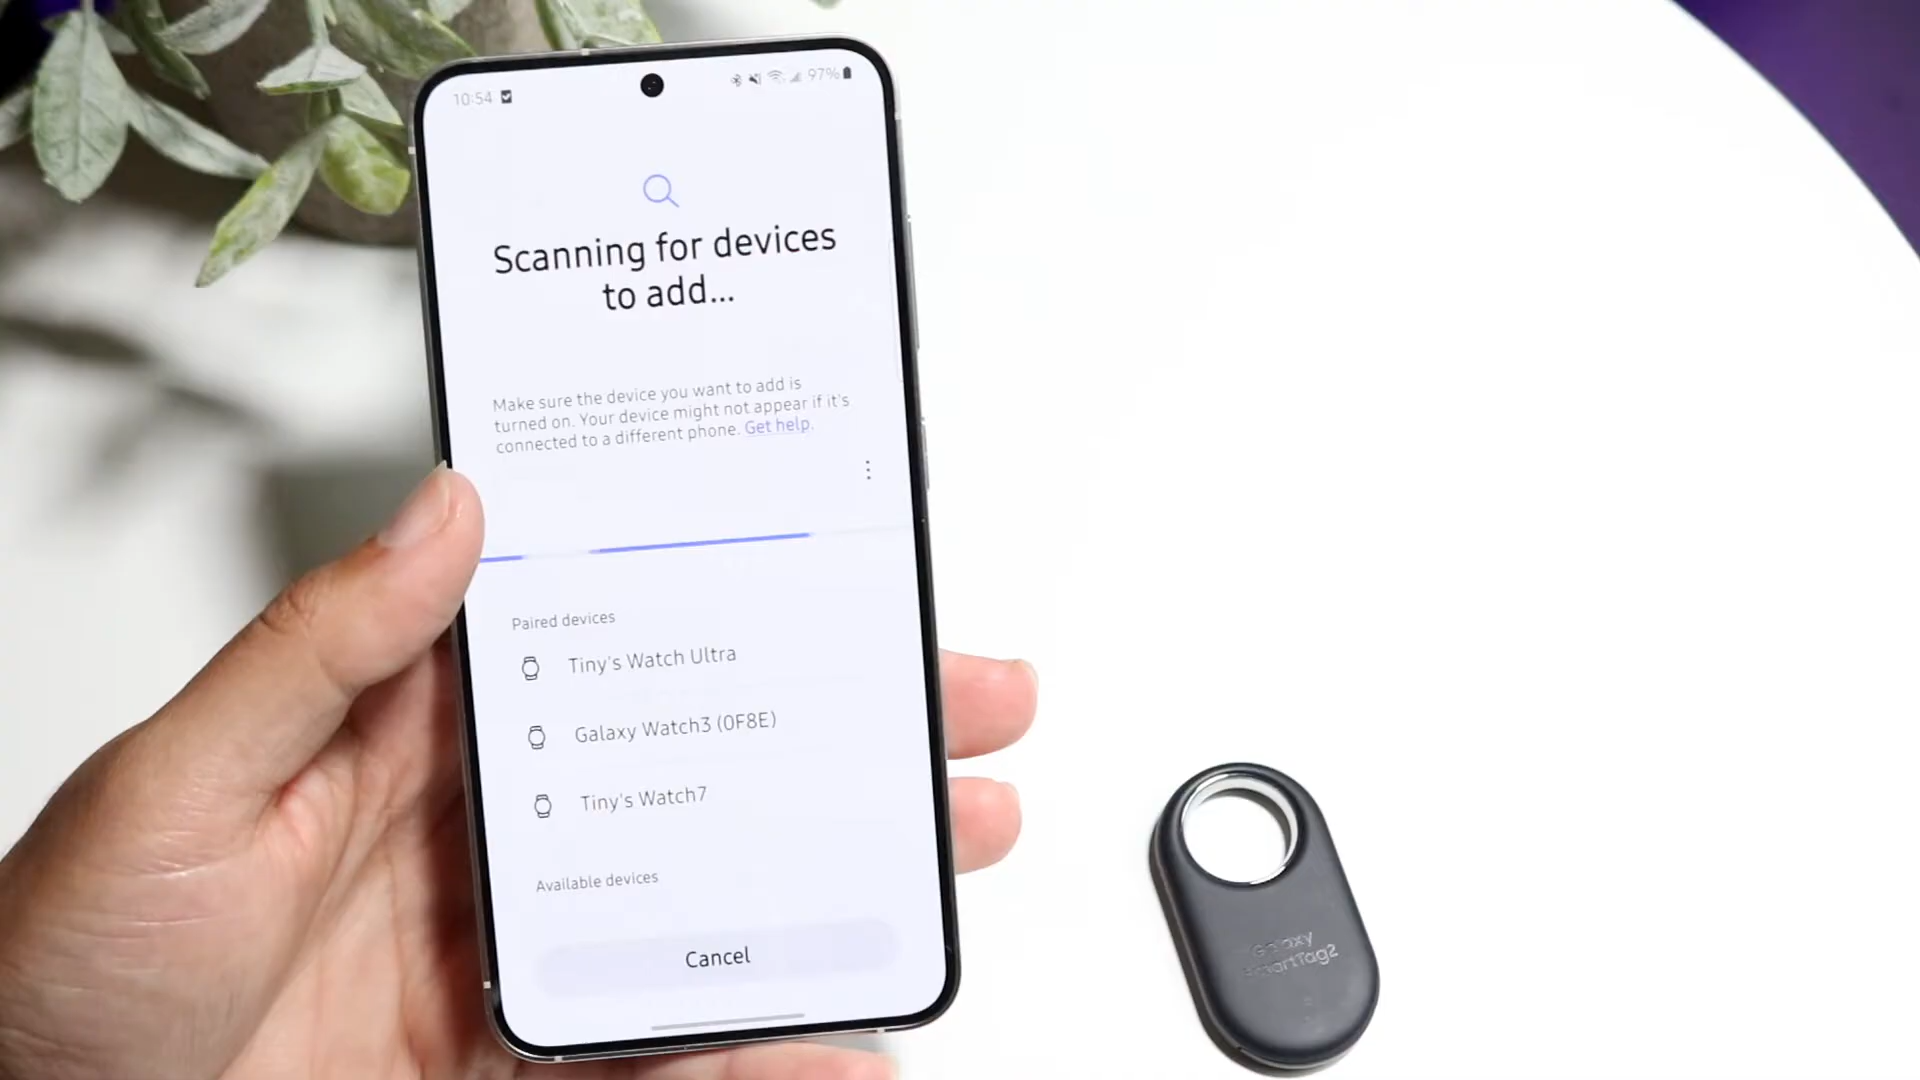 10:54
97%
Scanning for devices
to add...
Make sure the device you want to add is
turned on. Your device might not appear if it's
connected to a different phone. Get help.
Paired devices
Tiny's Watch Ultra
Galaxy Watch3 (0F8E)
Tiny's Watch7
Available devices
Cancel
Galaxy
SmartTag2